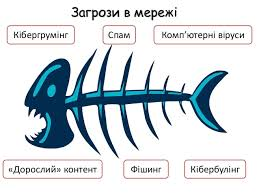 Загрози в мережі
Кібергрумінг
Спам
Комп'ютерні віруси
«Дорослий» контент
Фішинг
Кібербулінг